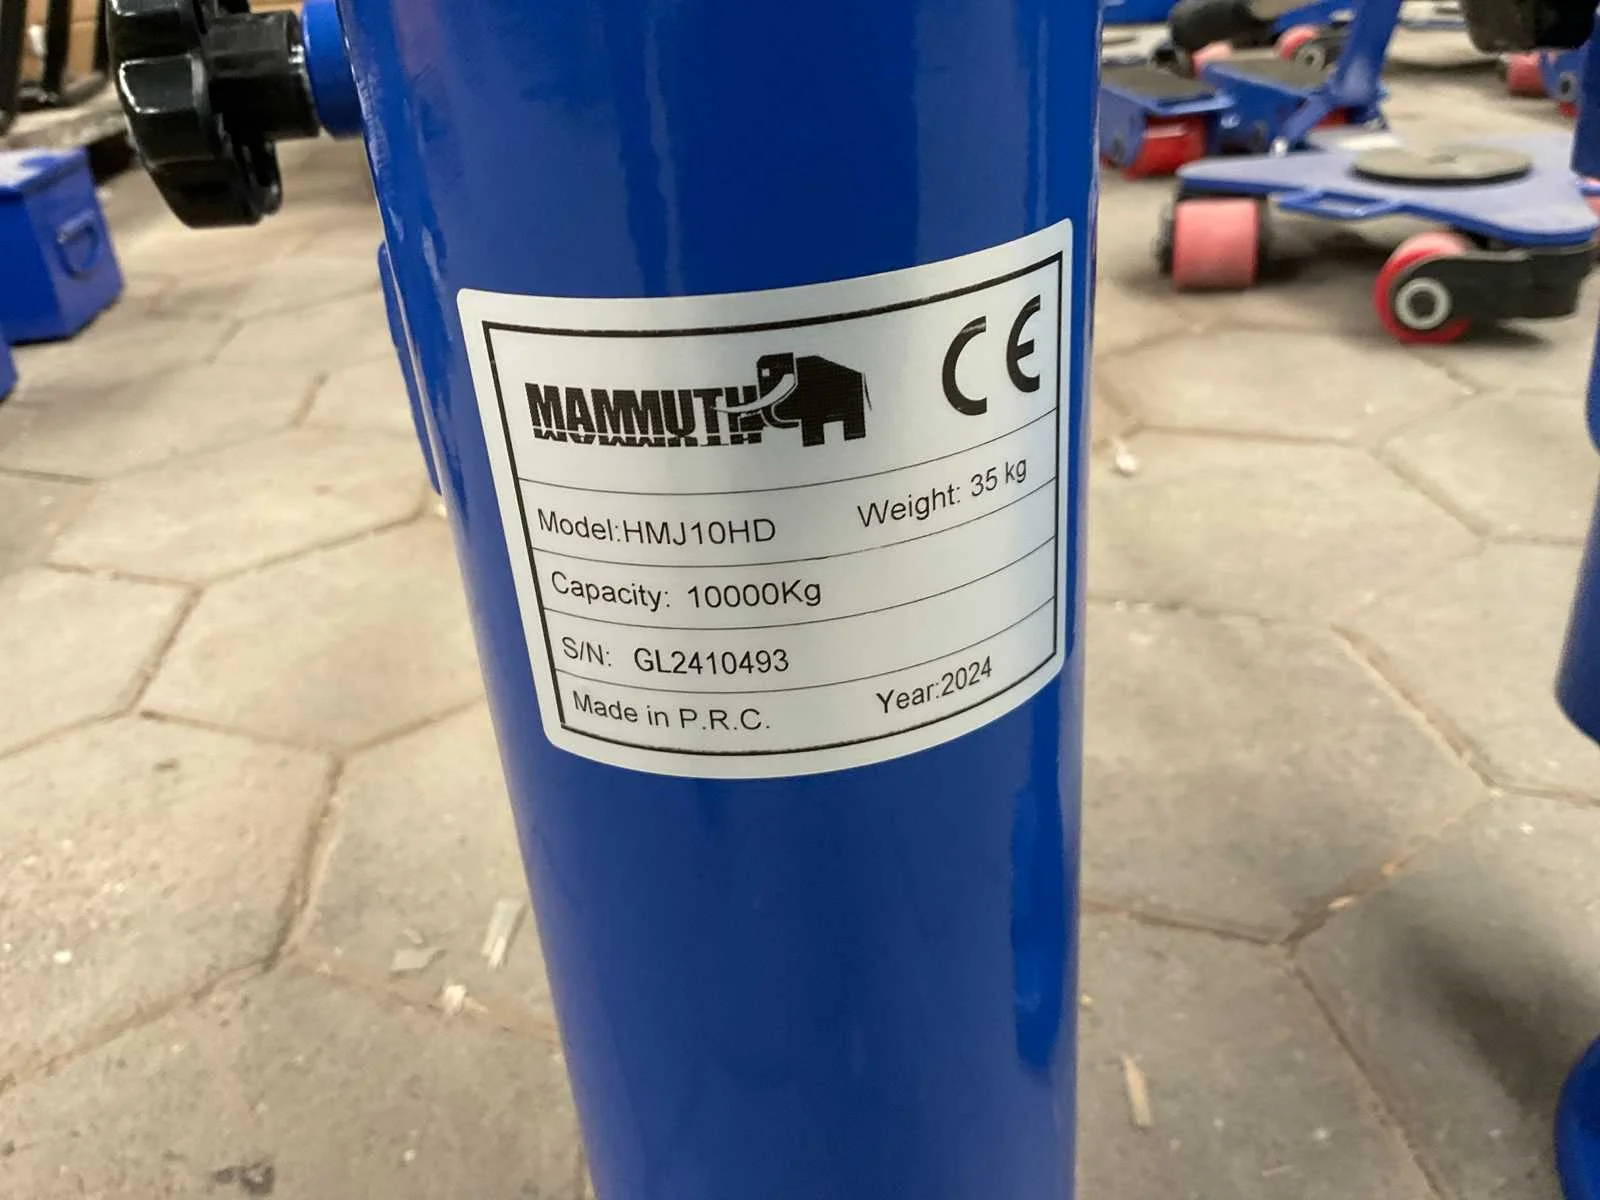 MAMMUTH CE
Model:HMJ10HD Weight: 35 kg
Capacity: 10000Kg
S/N: GL2410493
Made in P.R.C. Year:2024